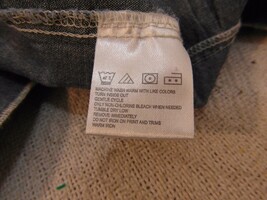 MACHINE WASH WARM WITH LIKE COLORS
TURN INSIDE OUT
GENTLE CYCLE
ONLY NON-CHLORINE BLEACH WHEN NEEDED
TUMBLE DRY LOW
REMOVE IMMEDIATELY
DO NOT IRON ON PRINT AND TRIMS
WARM IRON